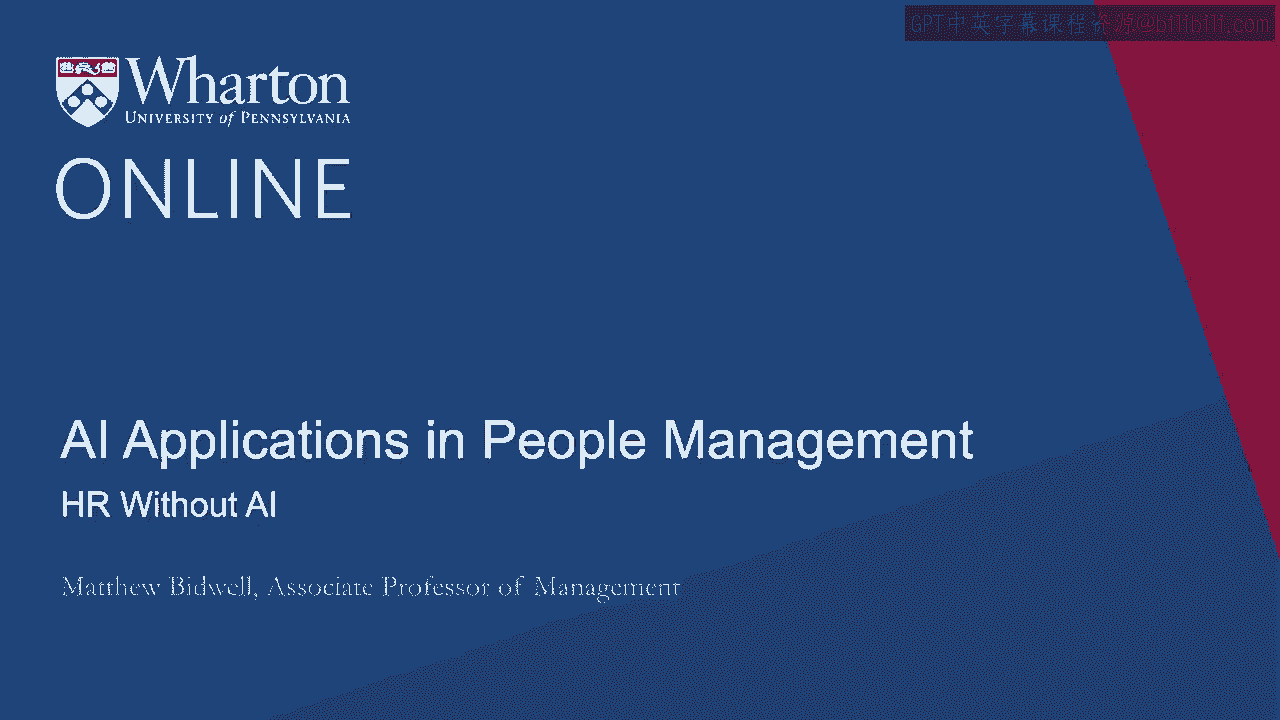 GPT中英字幕课程资源@bilibili.com
Wharton
UNIVERSITY of PENNSYLVANIA
ONLINE
AI Applications in People Management
HR Without AI
Matthew Bidwell, Associate Professor of Management